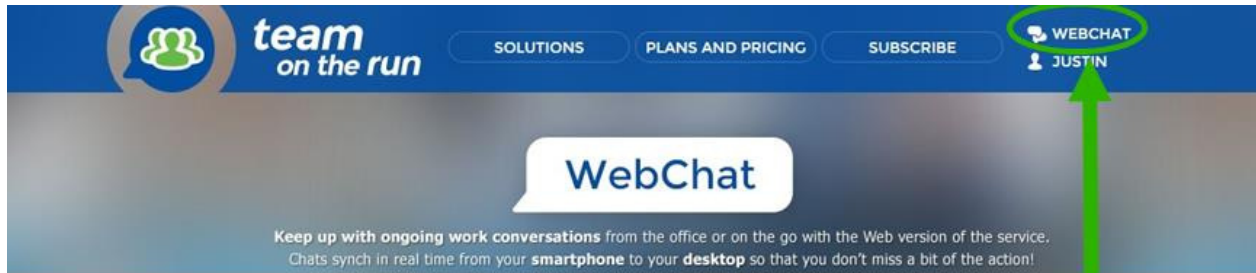 team
on the run
SOLUTIONS
PLANS AND PRICING
SUBSCRIBE
WEBCHAT
JUSTIN
WebChat
Keep up with ongoing work conversations from the office or on the go with the Web version of the service.
Chats synch in real time from your smartphone to your desktop so that you don't miss a bit of the action!